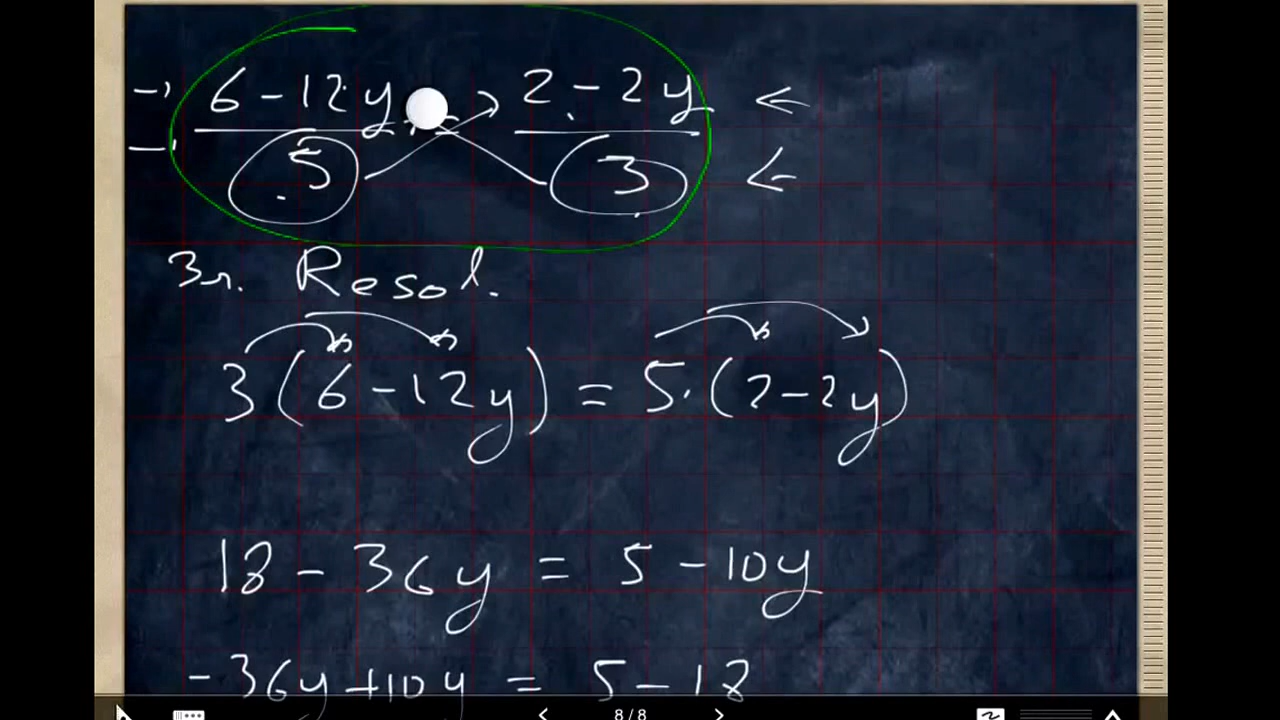 6 - 12y = 2 - 2y
5 3
3r. Resol.
3 ( 6 - 12y ) = 5 · ( 2 - 2y )
18 - 36y = 5 - 10y
- 36y + 10y = 5 - 18
8 / 8